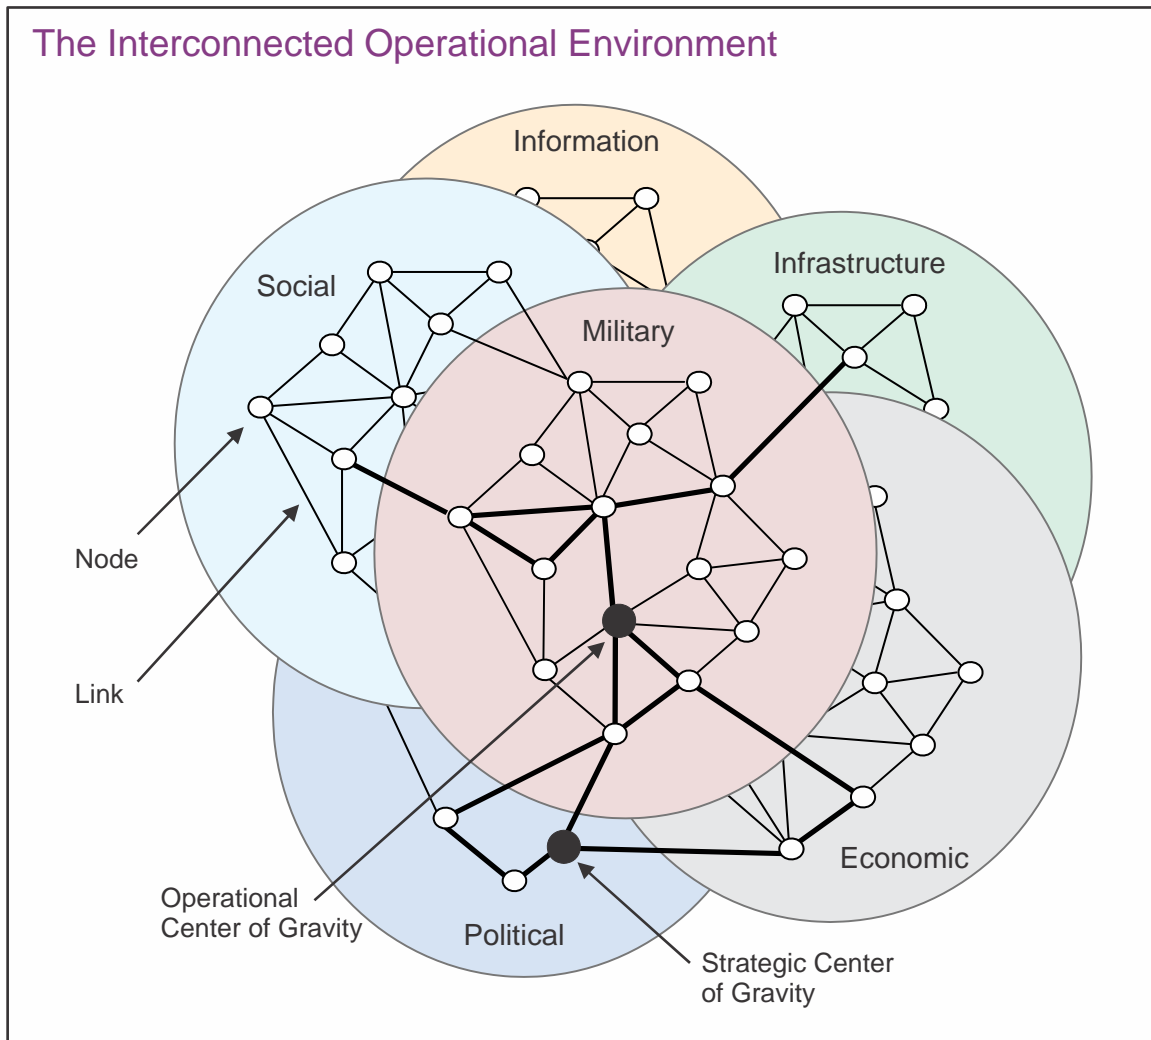 The Interconnected Operational Environment
Information
Infrastructure
Social
Military
Node
Link
Economic
Operational
Center of Gravity
Political
Strategic Center
of Gravity